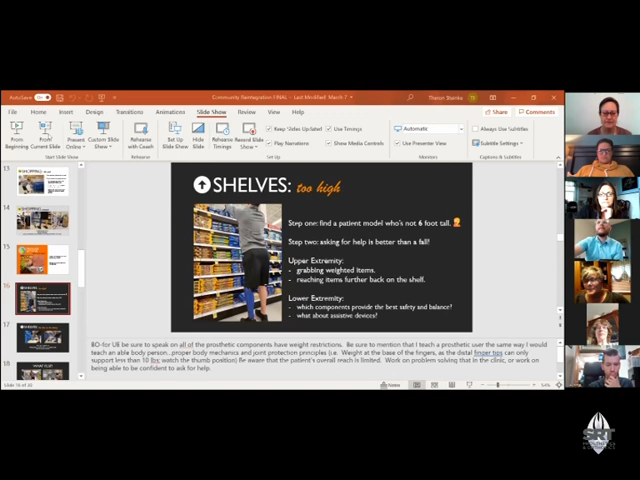 AutoSave On
Community Reintegration FINAL - Last Modified: March 7
File Home Insert Design Transitions Animations Slide Show Review View Help
Share Comments
From Beginning
From Current Slide
Present Online
Custom Slide Show
Rehearse with Coach
Set Up Slide Show
Hide Slide
Rehearse Timings
Record Slide Show
Keep Slides Updated
Use Timings
Play Narrations
Show Media Controls
Automatic
Use Presenter View
Always Use Subtitles
Subtitle Settings
Start Slide Show
Rehearse
Set Up
Monitors
Captions & Subtitles
13
14
15
16
17
18
SHELVES: too high
Step one: find a patient model who's not 6 foot tall.
Step two: asking for help is better than a fall!
Upper Extremity:
- grabbing weighted items.
- reaching items further back on the shelf.
Lower Extremity:
- which components provide the best safety and balance?
- what about assistive devices?
BO-for UE be sure to speak on all of the prosthetic components have weight restrictions. Be sure to mention that I teach a prosthetic user the same way I would
teach an able body person...proper body mechanics and joint protection principles (i.e. Weight at the base of the fingers, as the distal finger tips can only
support less than 10 lbs; watch the thumb position) Be aware that the patient's overall reach is limited. Work on problem solving that in the clinic, or work on
being able to be confident to ask for help.
Notes
SRT